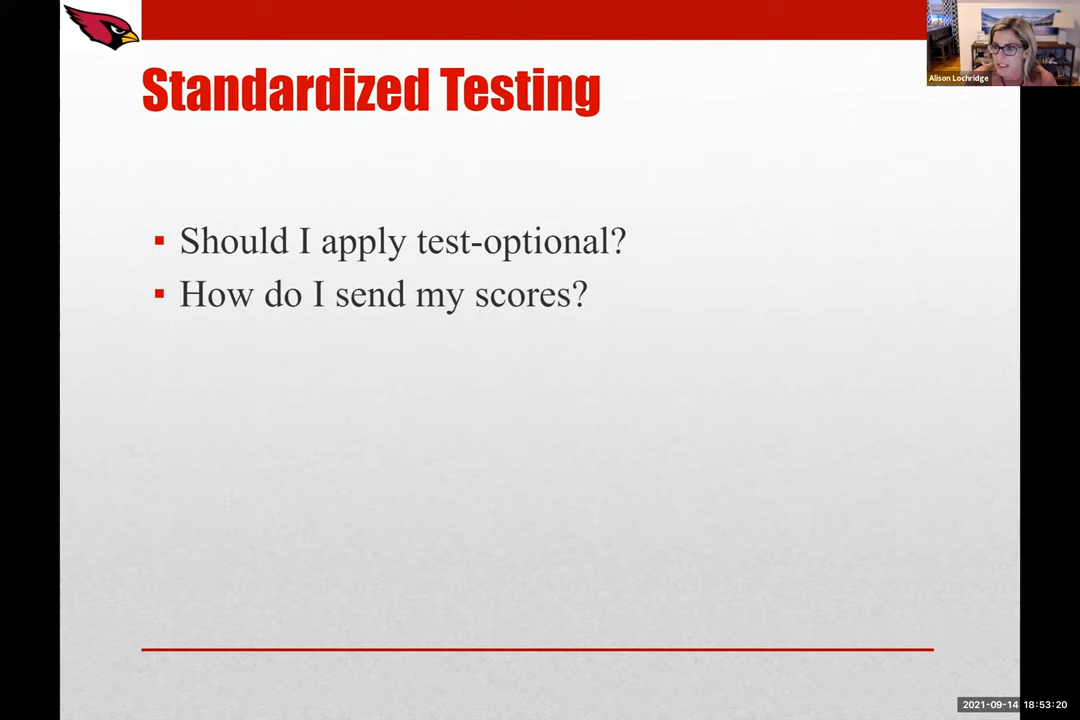 Standardized Testing
Should I apply test-optional?
How do I send my scores?
Alison Lochridge
2021-09-14 18:53:20